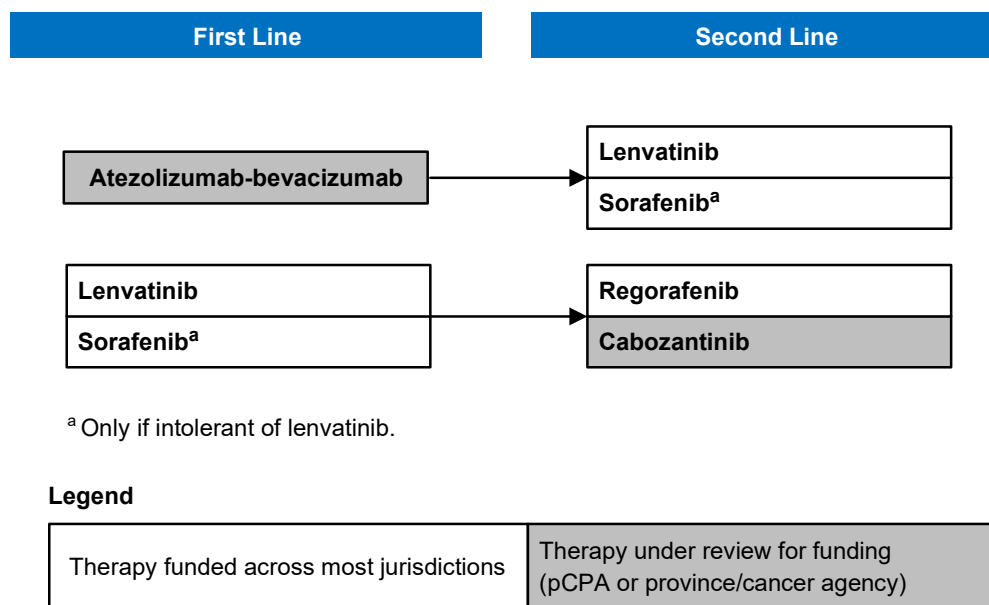 First Line
Second Line
Atezolizumab-bevacizumab
Lenvatinib
Sorafenibᵃ
Lenvatinib
Sorafenibᵃ
Regorafenib
Cabozantinib
ᵃ Only if intolerant of lenvatinib.
Legend
Therapy funded across most jurisdictions
Therapy under review for funding
(pCPA or province/cancer agency)